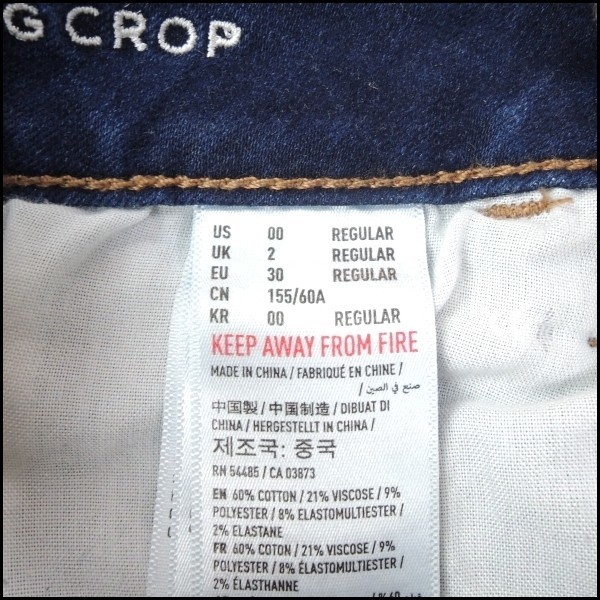 G CROP
US 00 REGULAR
UK 2 REGULAR
EU 30 REGULAR
CN 155/60A
KR 00 REGULAR
KEEP AWAY FROM FIRE
MADE IN CHINA / FABRIQUÉ EN CHINE /
صنع في الصين /
中国製 / 中国制造 / DIBUAT DI
CHINA / HERGESTELLT IN CHINA /
제조국: 중국
RN 54485 / CA 03873
EN 60% COTTON / 21% VISCOSE / 9%
POLYESTER / 8% ELASTOMULTIESTER /
2% ELASTANE
FR 60% COTON / 21% VISCOSE / 9%
POLYESTER / 8% ELASTOMULTIESTER /
2% ÉLASTHANNE